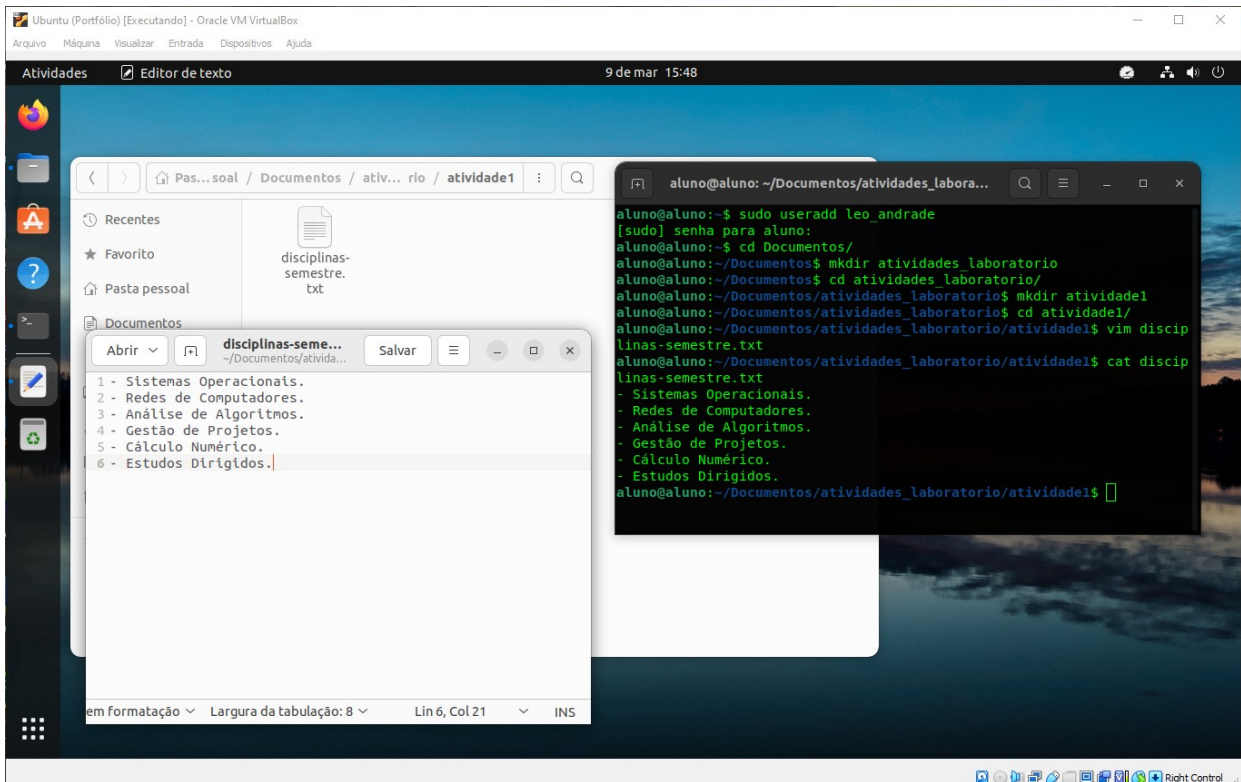 Ubuntu (Portfólio) [Executando] - Oracle VM VirtualBox
Arquivo Máquina Visualizar Entrada Dispositivos Ajuda
Atividades Editor de texto 9 de mar 15:48
Pas...soal / Documentos / ativ... rio / atividade1
Recentes
Favorito
Pasta pessoal
Documentos
disciplinas-
semestre.
txt
Abrir disciplinas-seme... Salvar
~/Documentos/ativida...
1 - Sistemas Operacionais.
2 - Redes de Computadores.
3 - Análise de Algoritmos.
4 - Gestão de Projetos.
5 - Cálculo Numérico.
6 - Estudos Dirigidos.
em formatação Largura da tabulação: 8 Lin 6, Col 21 INS
aluno@aluno: ~/Documentos/atividades_labora...
aluno@aluno:~$ sudo useradd leo_andrade
[sudo] senha para aluno:
aluno@aluno:~$ cd Documentos/
aluno@aluno:~/Documentos$ mkdir atividades_laboratorio
aluno@aluno:~/Documentos$ cd atividades_laboratorio/
aluno@aluno:~/Documentos/atividades_laboratorio$ mkdir atividade1
aluno@aluno:~/Documentos/atividades_laboratorio$ cd atividade1/
aluno@aluno:~/Documentos/atividades_laboratorio/atividade1$ vim discip
linas-semestre.txt
aluno@aluno:~/Documentos/atividades_laboratorio/atividade1$ cat discip
linas-semestre.txt
- Sistemas Operacionais.
- Redes de Computadores.
- Análise de Algoritmos.
- Gestão de Projetos.
- Cálculo Numérico.
- Estudos Dirigidos.
aluno@aluno:~/Documentos/atividades_laboratorio/atividade1$
Right Control